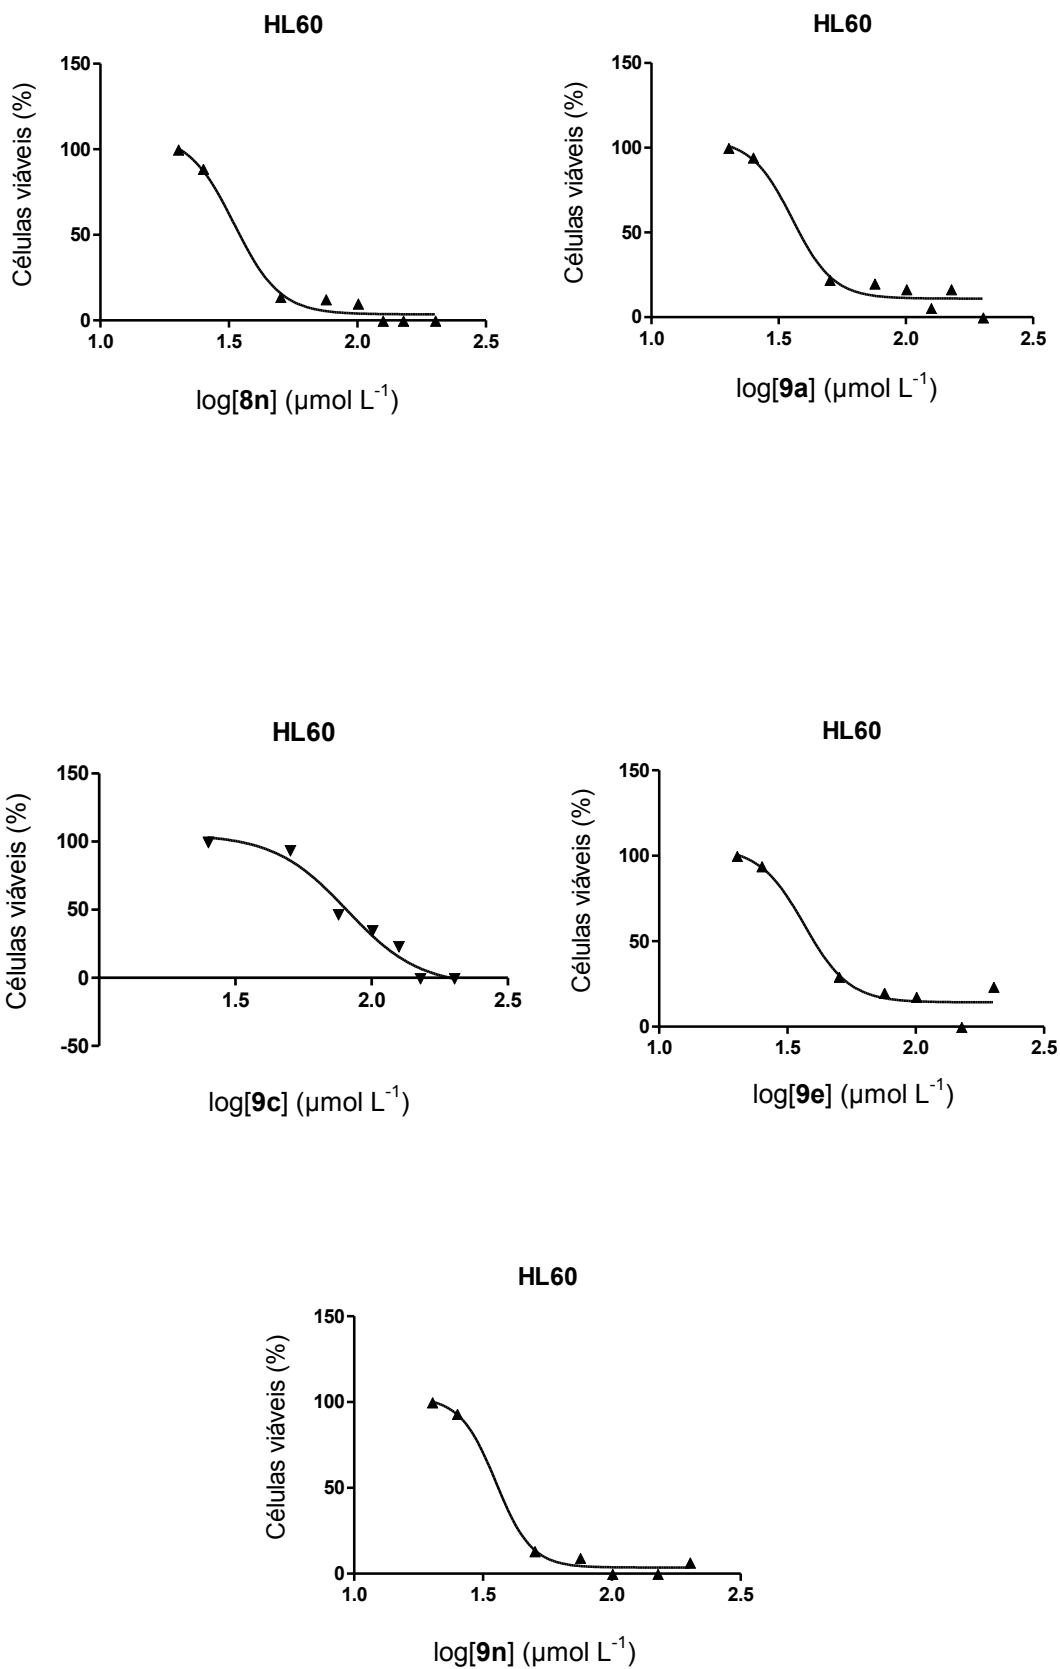 HL60
150
100
50
0
1.0 1.5 2.0 2.5
Células viáveis (%)
log[8n] (µmol L-1)
HL60
150
100
50
0
1.0 1.5 2.0 2.5
Células viáveis (%)
log[9a] (µmol L-1)
HL60
150
100
50
0
-50
1.5 2.0 2.5
Células viáveis (%)
log[9c] (µmol L-1)
HL60
150
100
50
0
1.0 1.5 2.0 2.5
Células viáveis (%)
log[9e] (µmol L-1)
HL60
150
100
50
0
1.0 1.5 2.0 2.5
Células viáveis (%)
log[9n] (µmol L-1)